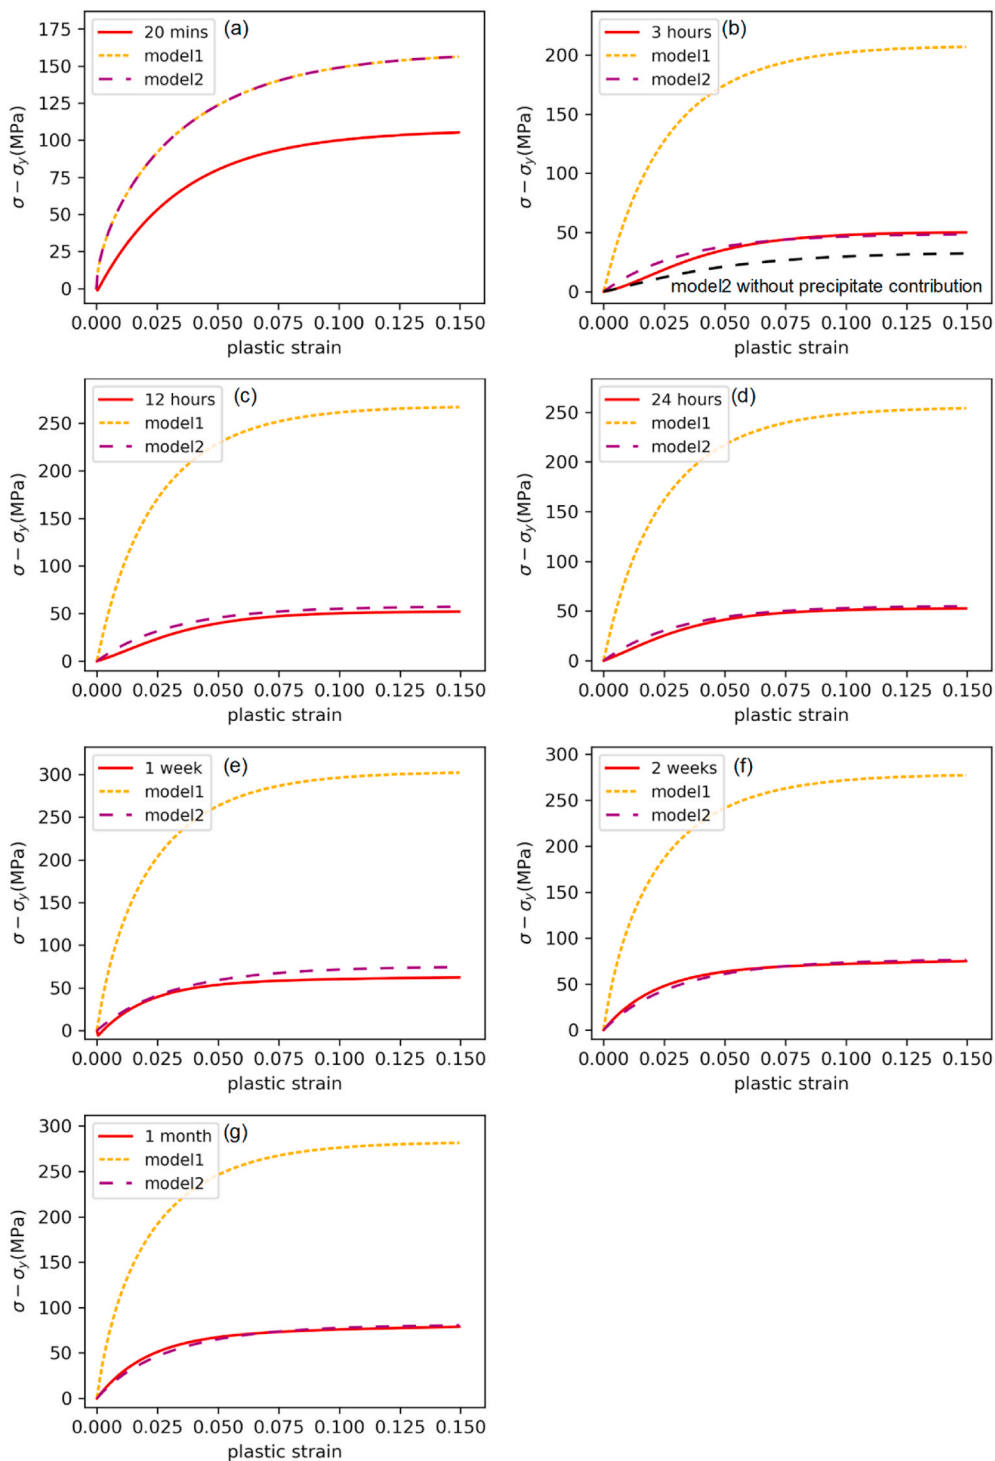 (a)
20 mins
model1
model2
σ − σy(MPa)
175
150
125
100
75
50
25
0
0.000 0.025 0.050 0.075 0.100 0.125 0.150
plastic strain
(b)
3 hours
model1
model2
σ − σy(MPa)
200
150
100
50
0
model2 without precipitate contribution
0.000 0.025 0.050 0.075 0.100 0.125 0.150
plastic strain
(c)
12 hours
model1
model2
σ − σy(MPa)
250
200
150
100
50
0
0.000 0.025 0.050 0.075 0.100 0.125 0.150
plastic strain
(d)
24 hours
model1
model2
σ − σy(MPa)
250
200
150
100
50
0
0.000 0.025 0.050 0.075 0.100 0.125 0.150
plastic strain
(e)
1 week
model1
model2
σ − σy(MPa)
300
250
200
150
100
50
0
0.000 0.025 0.050 0.075 0.100 0.125 0.150
plastic strain
(f)
2 weeks
model1
model2
σ − σy(MPa)
300
250
200
150
100
50
0
0.000 0.025 0.050 0.075 0.100 0.125 0.150
plastic strain
(g)
1 month
model1
model2
σ − σy(MPa)
300
250
200
150
100
50
0
0.000 0.025 0.050 0.075 0.100 0.125 0.150
plastic strain